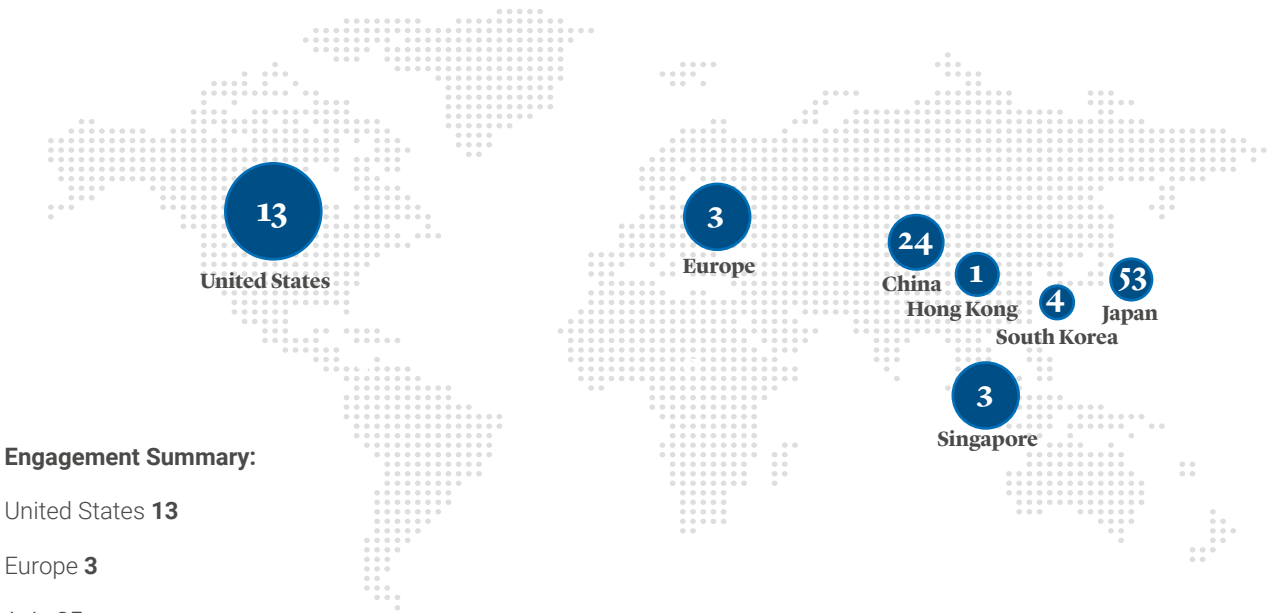 13
United States
3
Europe
24
China
1
Hong Kong
4
South Korea
53
Japan
3
Singapore
Engagement Summary:
United States 13
Europe 3